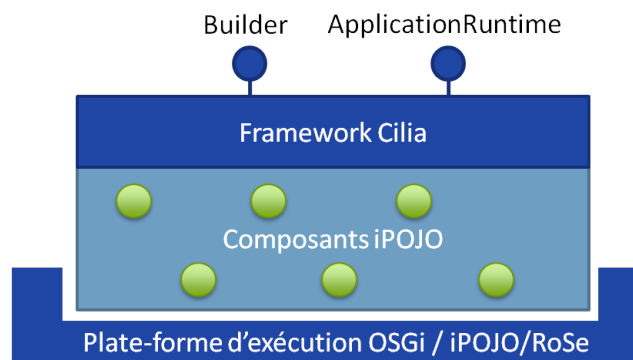 Builder
ApplicationRuntime
Framework Cilia
Composants iPOJO
Plate-forme d'exécution OSGi / iPOJO/RoSe